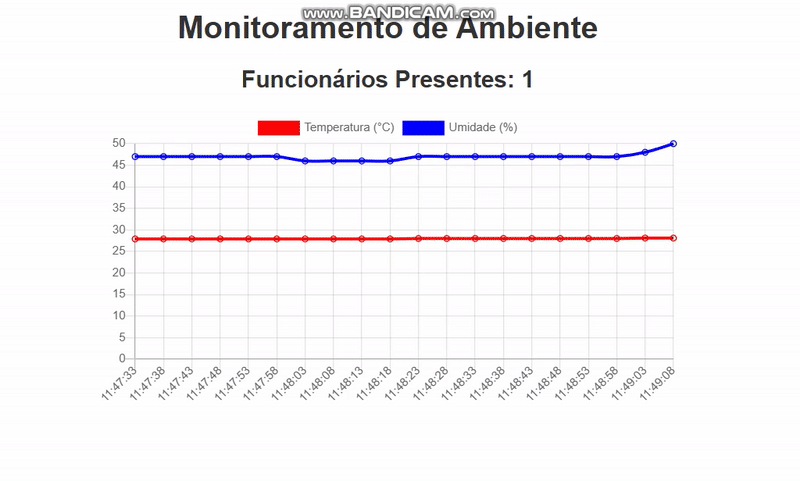 www.BANDICAM.com
Monitoramento de Ambiente
Funcionários Presentes: 1
Temperatura (°C) Umidade (%)
50
45
40
35
30
25
20
15
10
5
0
11:47:33 11:47:38 11:47:43 11:47:48 11:47:53 11:47:58 11:48:03 11:48:08 11:48:13 11:48:18 11:48:23 11:48:28 11:48:33 11:48:38 11:48:43 11:48:48 11:48:53 11:48:58 11:49:03 11:49:08